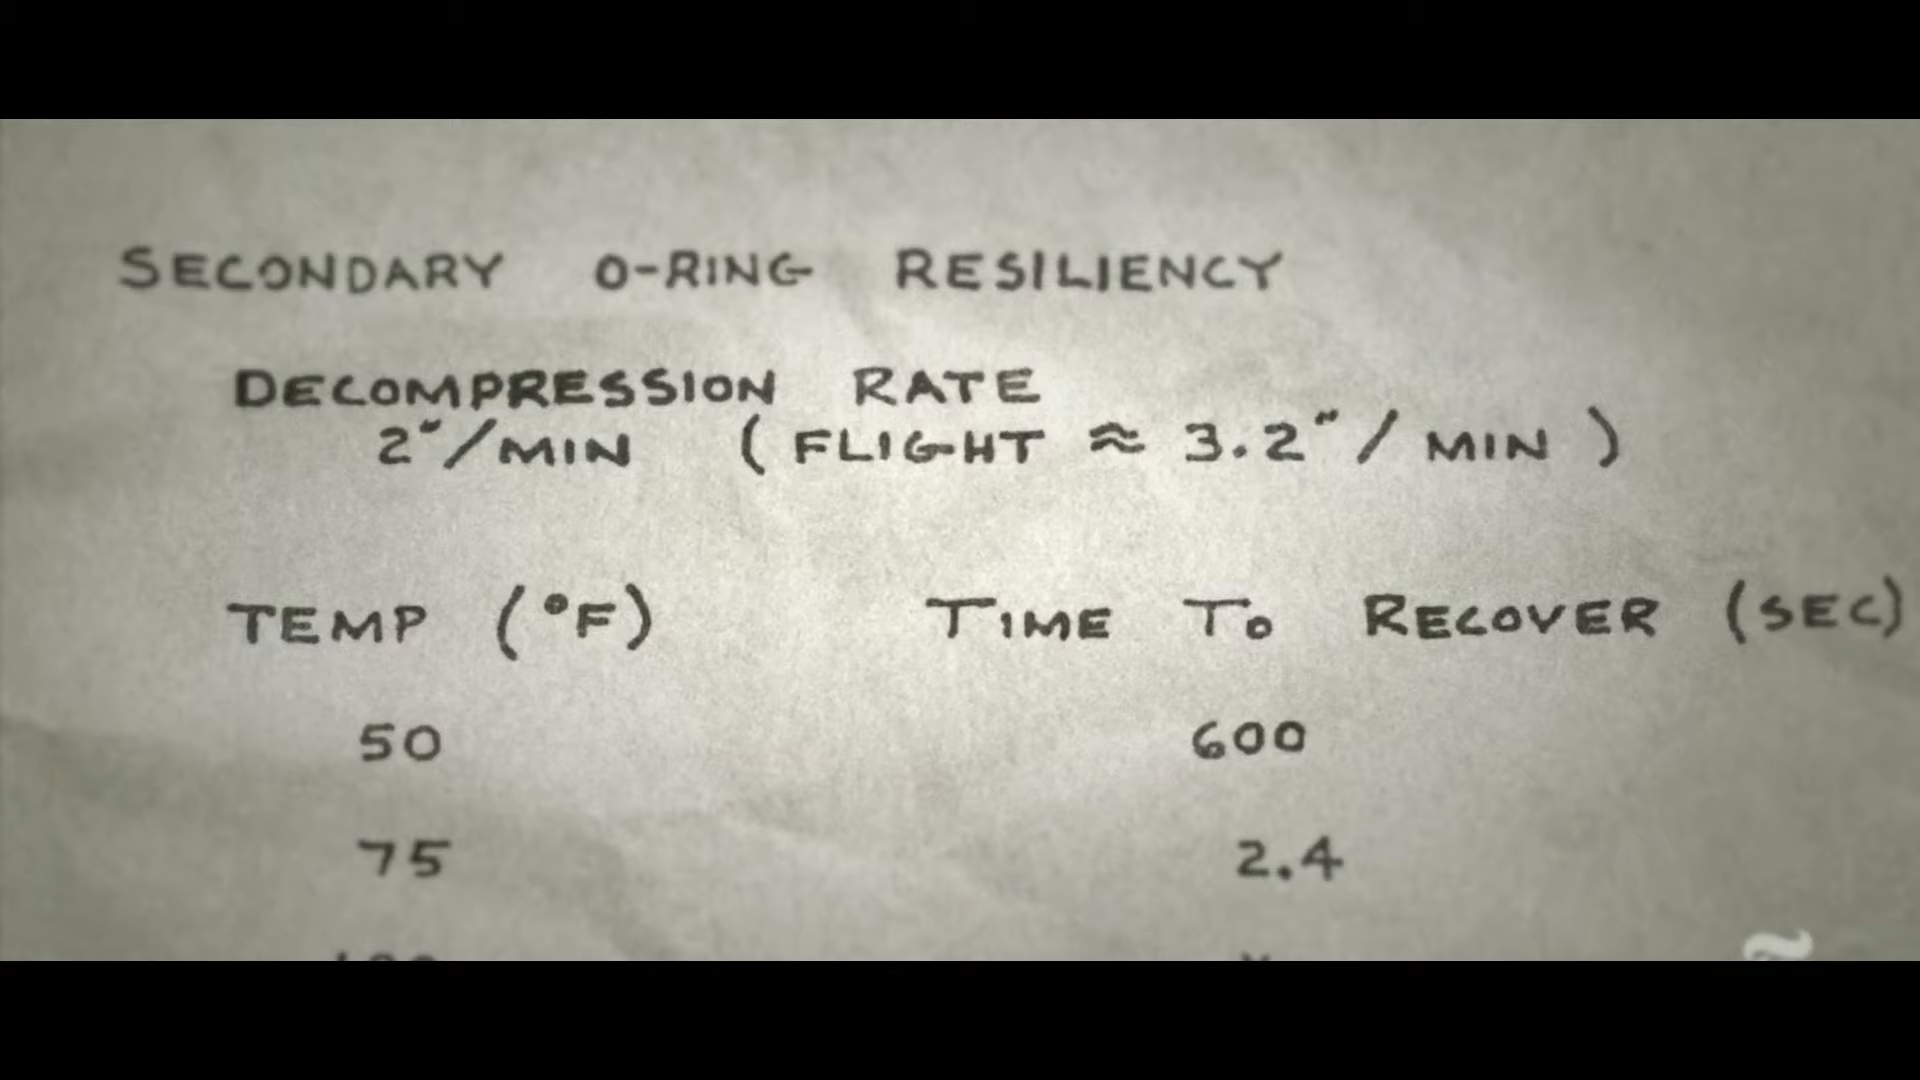 SECONDARY O-RING RESILIENCY
DECOMPRESSION RATE
2"/MIN (FLIGHT ≈ 3.2"/MIN)
TEMP (°F) TIME TO RECOVER (SEC)
50 600
75 2.4